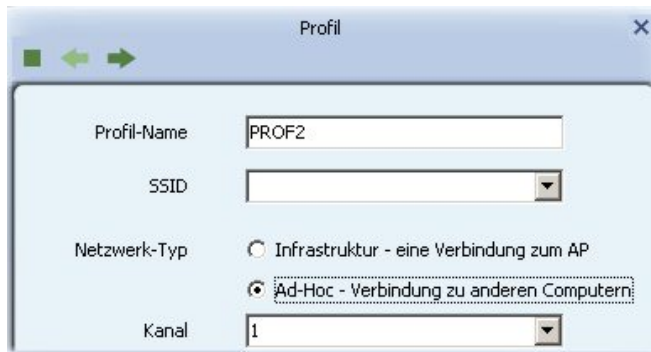 Profil
Profil-Name PROF2
SSID
Netzwerk-Typ Infrastruktur - eine Verbindung zum AP
Ad-Hoc - Verbindung zu anderen Computern
Kanal 1